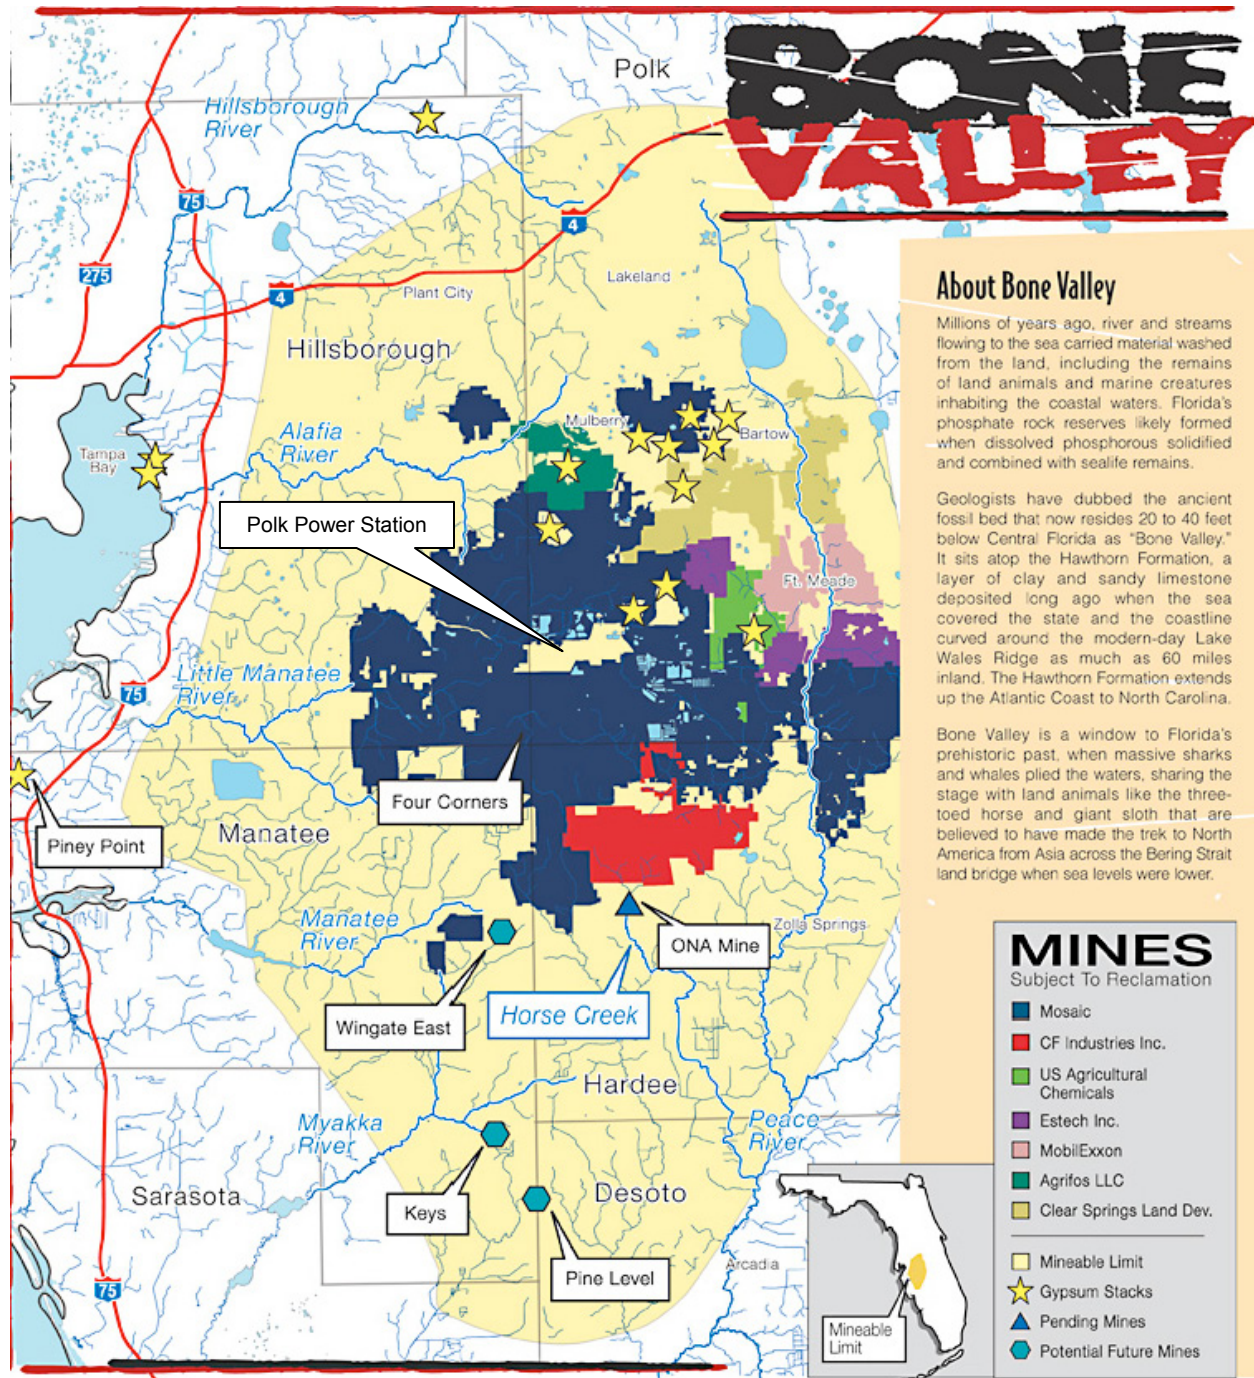 BONE
VALLEY
Polk
Hillsborough
River
75
4
275
Lakeland
4
Plant City
Hillsborough
Mulberry
Bartow
Alafia
River
Tampa
Bay
Polk Power Station
Ft. Meade
Little Manatee
River
75
Four Corners
Manatee
Piney Point
Manatee
River
ONA Mine
Zolla Springs
Wingate East
Horse Creek
Hardee
Myakka
River
Peace
River
Sarasota
Keys
Desoto
Pine Level
Arcadia
75
About Bone Valley
Millions of years ago, river and streams
flowing to the sea carried material washed
from the land, including the remains
of land animals and marine creatures
inhabiting the coastal waters. Florida's
phosphate rock reserves likely formed
when dissolved phosphorous solidified
and combined with sealife remains.
Geologists have dubbed the ancient
fossil bed that now resides 20 to 40 feet
below Central Florida as "Bone Valley."
It sits atop the Hawthorn Formation, a
layer of clay and sandy limestone
deposited long ago when the sea
covered the state and the coastline
curved around the modern-day Lake
Wales Ridge as much as 60 miles
inland. The Hawthorn Formation extends
up the Atlantic Coast to North Carolina.
Bone Valley is a window to Florida's
prehistoric past, when massive sharks
and whales plied the waters, sharing the
stage with land animals like the three-
toed horse and giant sloth that are
believed to have made the trek to North
America from Asia across the Bering Strait
land bridge when sea levels were lower.
MINES
Subject To Reclamation
Mosaic
CF Industries Inc.
US Agricultural
Chemicals
Estech Inc.
MobilExxon
Agrifos LLC
Clear Springs Land Dev.
Mineable Limit
Gypsum Stacks
Pending Mines
Potential Future Mines
Mineable
Limit